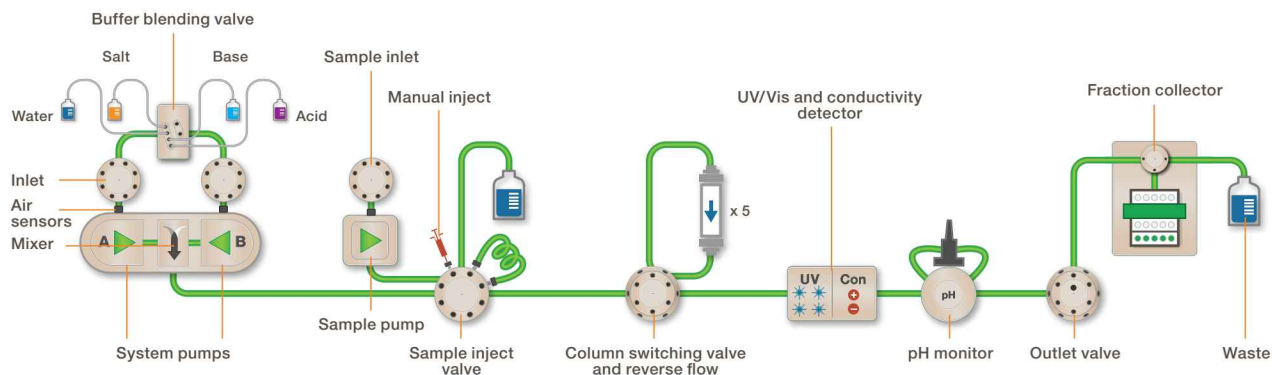 Buffer blending valve
Salt
Base
Water
Acid
Inlet
Air
sensors
Mixer
A
B
System pumps
Sample inlet
Manual inject
Sample pump
Sample inject
valve
x 5
Column switching valve
and reverse flow
UV/Vis and conductivity
detector
UV
Con
pH
pH monitor
Fraction collector
Outlet valve
Waste